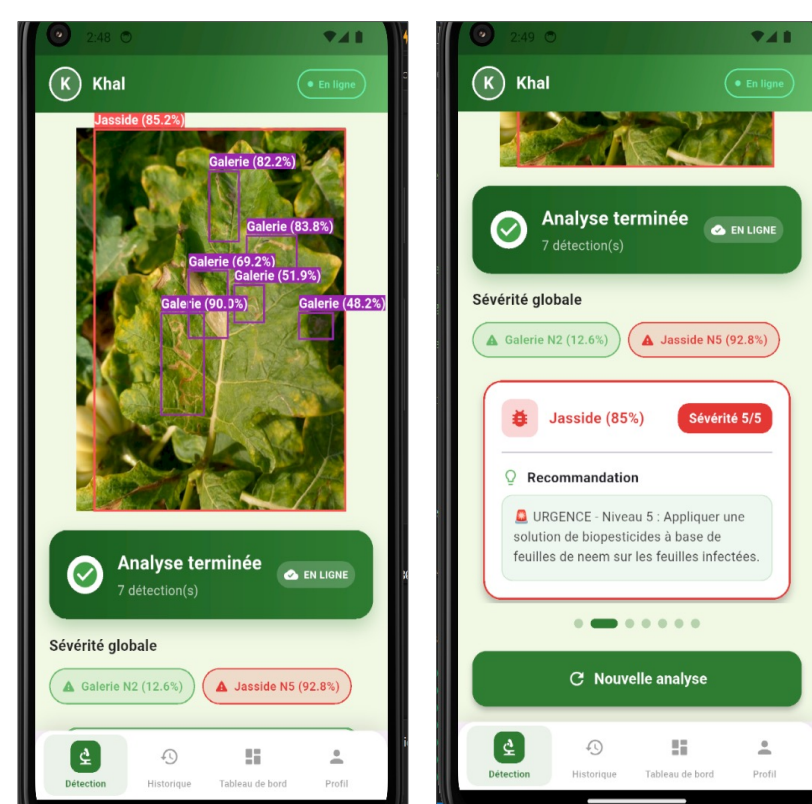 2:48
K Khal
En ligne
Jasside (85.2%)
Galerie (82.2%)
Galerie (83.8%)
Galerie (69.2%)
Galerie (51.9%)
Galerie (90.0%)
Galerie (48.2%)
Analyse terminée
7 détection(s)
EN LIGNE
Sévérité globale
Galerie N2 (12.6%) Jasside N5 (92.8%)
Détection Historique Tableau de bord Profil
2:49
K Khal
En ligne
Analyse terminée
7 détection(s)
EN LIGNE
Sévérité globale
Galerie N2 (12.6%) Jasside N5 (92.8%)
Jasside (85%) Sévérité 5/5
Recommandation
URGENCE - Niveau 5 : Appliquer une
solution de biopesticides à base de
feuilles de neem sur les feuilles infectées.
Nouvelle analyse
Détection Historique Tableau de bord Profil